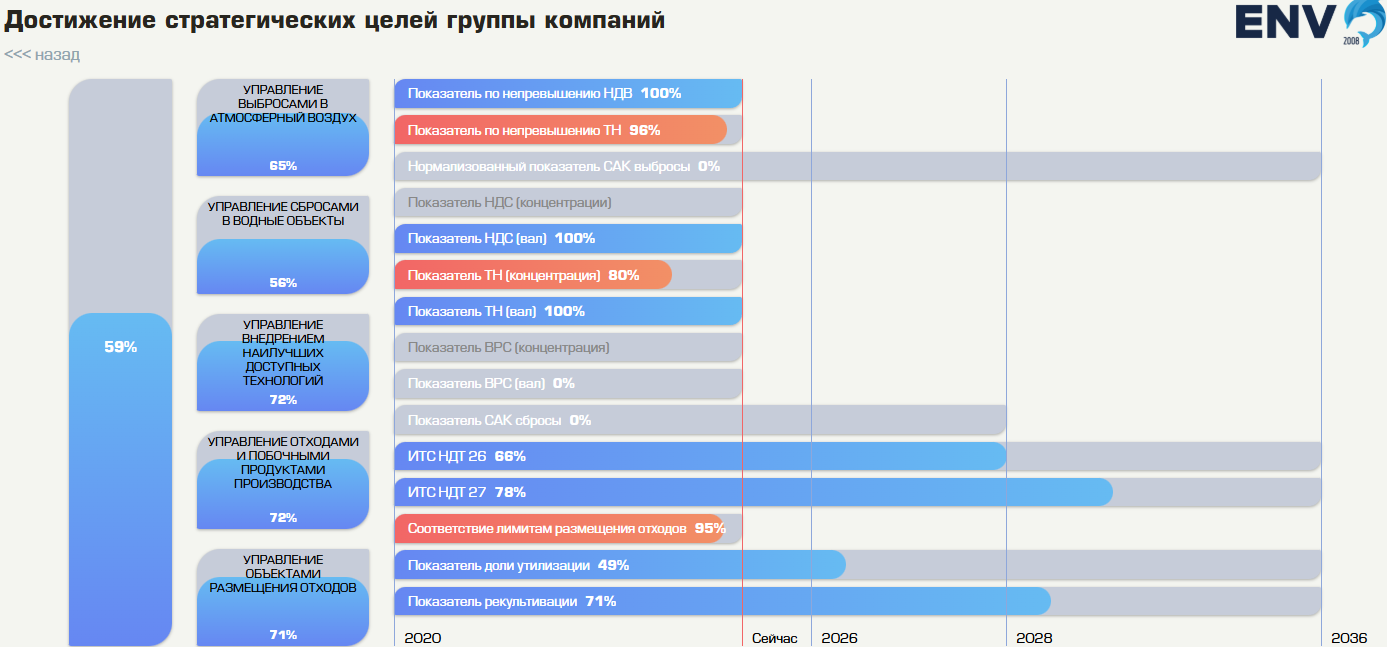 Достижение стратегических целей группы компаний
ENV
2008
<<< назад
59%
УПРАВЛЕНИЕ
ВЫБРОСАМИ В
АТМОСФЕРНЫЙ ВОЗДУХ
65%
УПРАВЛЕНИЕ СБРОСАМИ
В ВОДНЫЕ ОБЪЕКТЫ
56%
УПРАВЛЕНИЕ
ВНЕДРЕНИЕМ
НАИЛУЧШИХ
ДОСТУПНЫХ
ТЕХНОЛОГИЙ
72%
УПРАВЛЕНИЕ ОТХОДАМИ
И ПОБОЧНЫМИ
ПРОДУКТАМИ
ПРОИЗВОДСТВА
72%
УПРАВЛЕНИЕ
ОБЪЕКТАМИ
РАЗМЕЩЕНИЯ ОТХОДОВ
71%
Показатель по непревышению НДВ 100%
Показатель по непревышению ТН 96%
Нормализованный показатель САК выбросы 0%
Показатель НДС (концентрации)
Показатель НДС (вал) 100%
Показатель ТН (концентрация) 80%
Показатель ТН (вал) 100%
Показатель ВРС (концентрация)
Показатель ВРС (вал) 0%
Показатель САК сбросы 0%
ИТС НДТ 26 66%
ИТС НДТ 27 78%
Соответствие лимитам размещения отходов 95%
Показатель доли утилизации 49%
Показатель рекультивации 71%
2020 Сейчас 2026 2028 2036